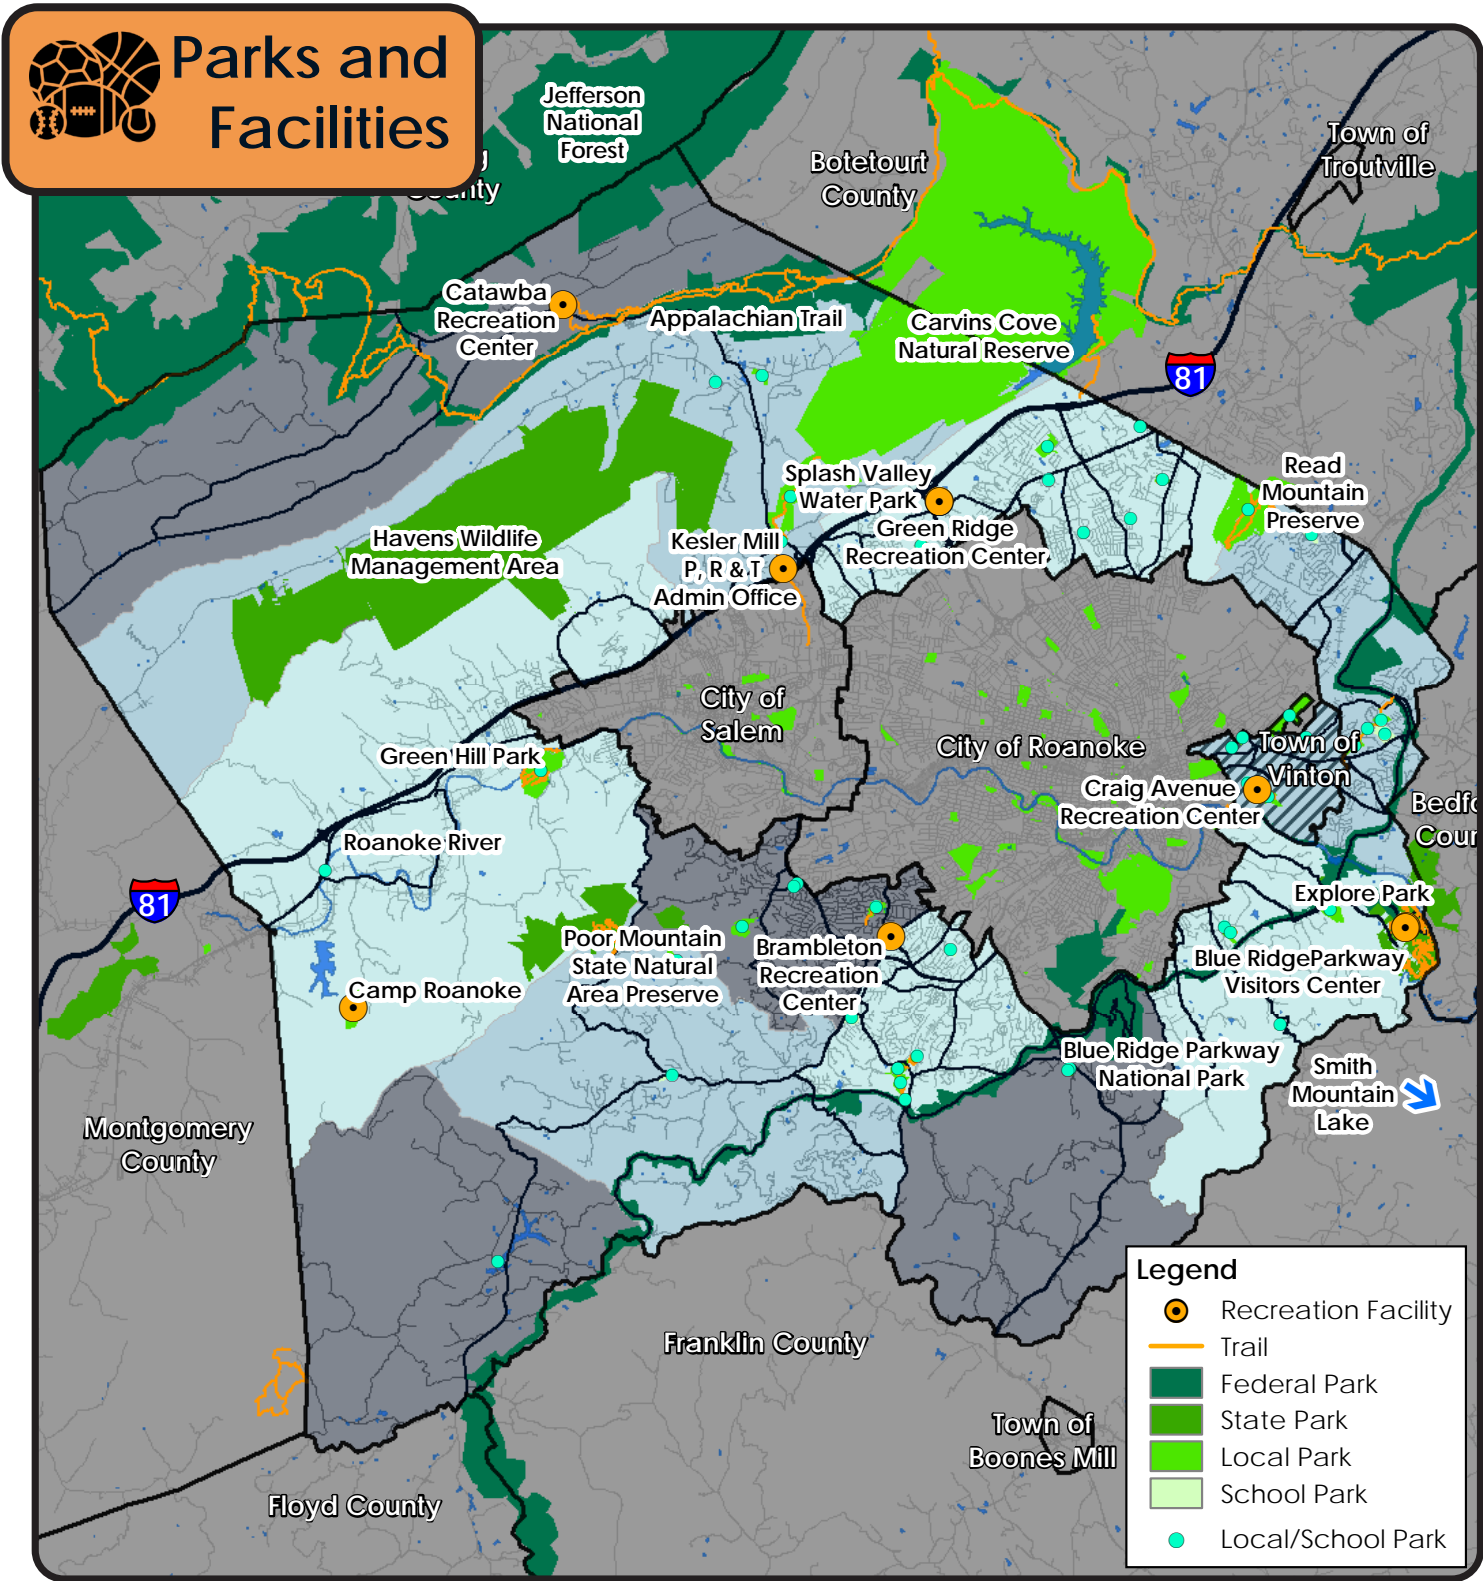 Parks and
Facilities
Jefferson
National
Forest
Botetourt
County
Town of
Troutville
Catawba
Recreation
Center
Appalachian Trail
Carvins Cove
Natural Reserve
81
Splash Valley
Water Park
Green Ridge
Recreation Center
Read
Mountain
Preserve
Havens Wildlife
Management Area
Kesler Mill
P, R & T
Admin Office
City of
Salem
City of Roanoke
Town of
Vinton
Green Hill Park
Craig Avenue
Recreation Center
Roanoke River
81
Explore Park
Poor Mountain
State Natural
Area Preserve
Brambleton
Recreation
Center
Blue RidgeParkway
Visitors Center
Camp Roanoke
Blue Ridge Parkway
National Park
Smith
Mountain
Lake
Montgomery
County
Franklin County
Town of
Boones Mill
Floyd County
Legend
Recreation Facility
Trail
Federal Park
State Park
Local Park
School Park
Local/School Park